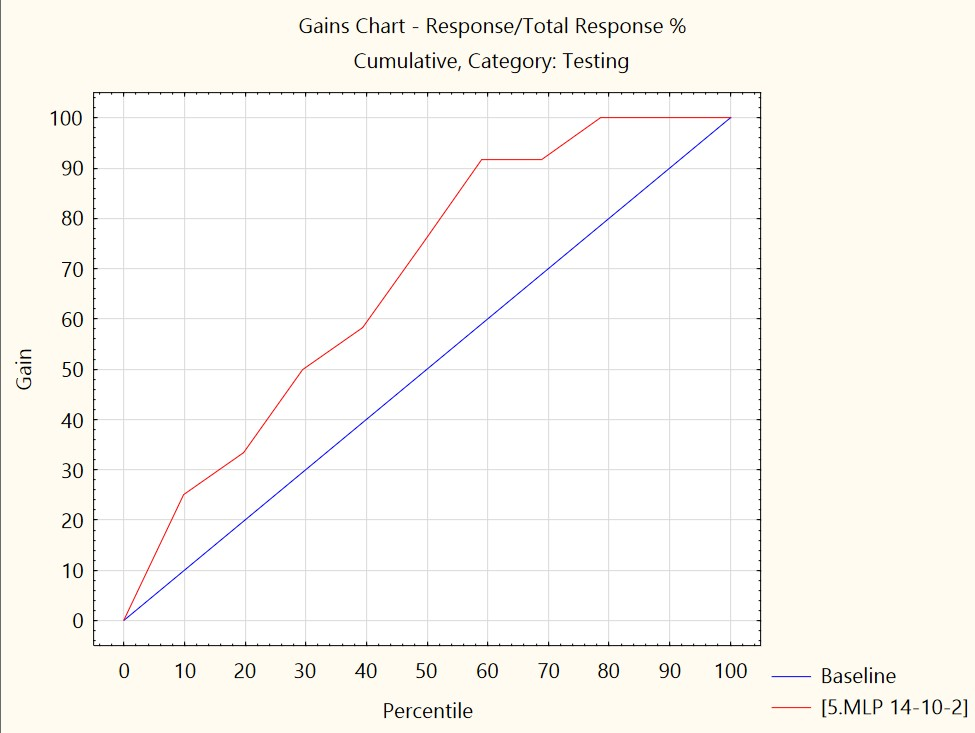 Gains Chart - Response/Total Response %
Cumulative, Category: Testing
100
90
80
70
60
50
40
30
20
10
0
Gain
0 10 20 30 40 50 60 70 80 90 100
Percentile
Baseline
[5.MLP 14-10-2]